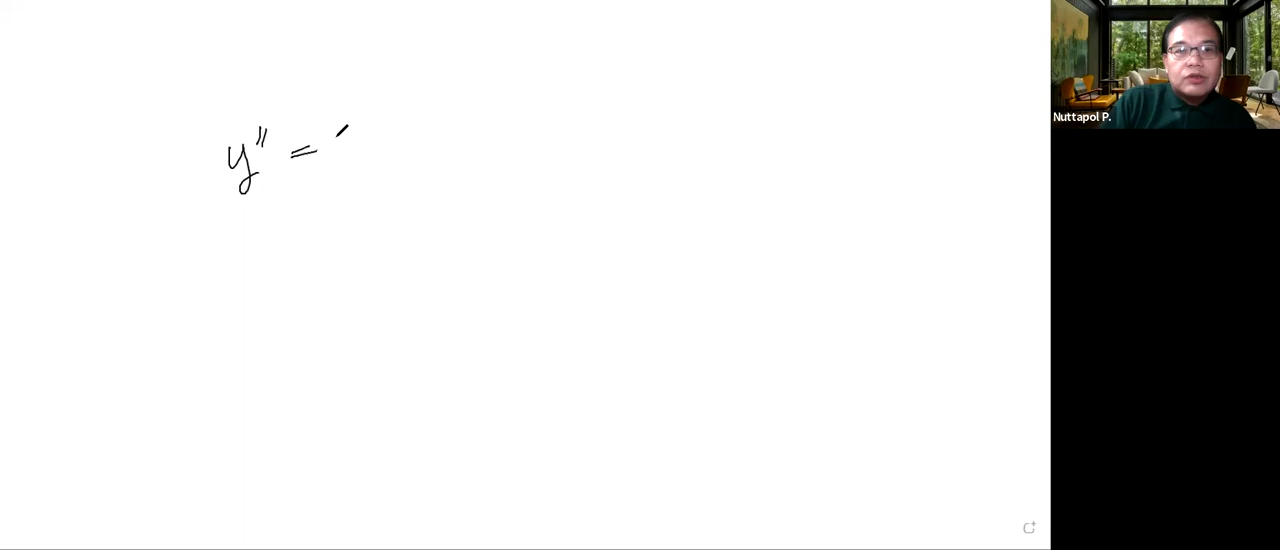 y'' =
Nuttapol P.